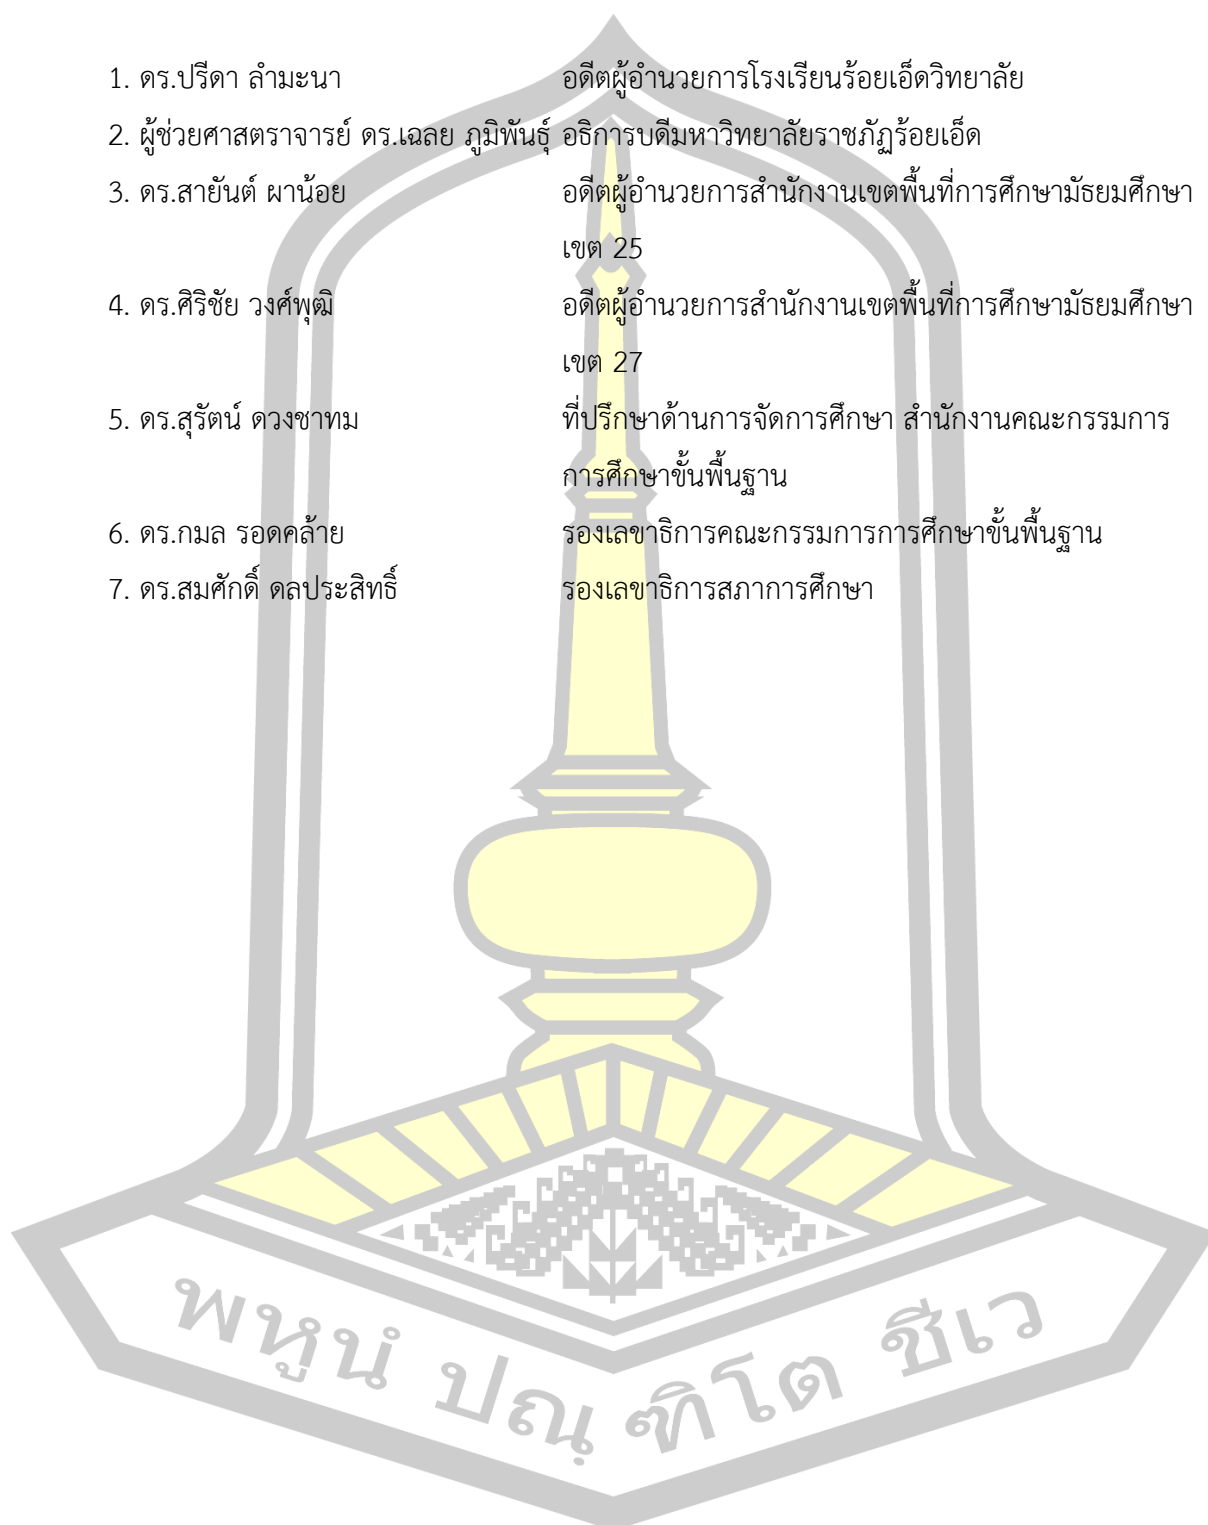 1. ดร.ปรีดา ลำมะนา อดีตผู้อำนวยการโรงเรียนร้อยเอ็ดวิทยาลัย
2. ผู้ช่วยศาสตราจารย์ ดร.เฉลย ภูมิพันธุ์ อธิการบดีมหาวิทยาลัยราชภัฏร้อยเอ็ด
3. ดร.สายันต์ ผาน้อย อดีตผู้อำนวยการสำนักงานเขตพื้นที่การศึกษามัธยมศึกษา
เขต 25
4. ดร.ศิริชัย วงศ์พุฒิ อดีตผู้อำนวยการสำนักงานเขตพื้นที่การศึกษามัธยมศึกษา
เขต 27
5. ดร.สุรัตน์ ดวงชาทม ที่ปรึกษาด้านการจัดการศึกษา สำนักงานคณะกรรมการ
การศึกษาขั้นพื้นฐาน
6. ดร.กมล รอดคล้าย รองเลขาธิการคณะกรรมการการศึกษาขั้นพื้นฐาน
7. ดร.สมศักดิ์ ดลประสิทธิ์ รองเลขาธิการสภาการศึกษา
พหูนํ ปณฺ ฑิโต ชีเว